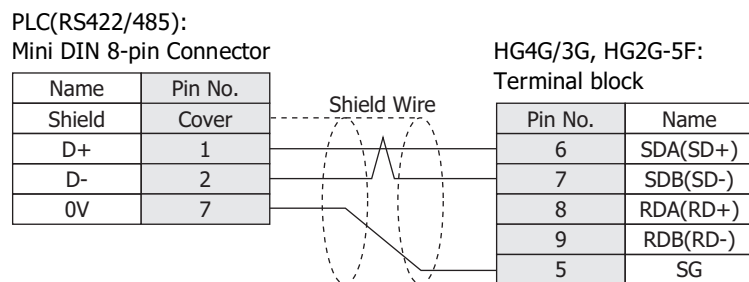 PLC(RS422/485):
Mini DIN 8-pin Connector
Name Pin No.
Shield Cover
D+ 1
D- 2
0V 7
Shield Wire
HG4G/3G, HG2G-5F:
Terminal block
Pin No. Name
6 SDA(SD+)
7 SDB(SD-)
8 RDA(RD+)
9 RDB(RD-)
5 SG